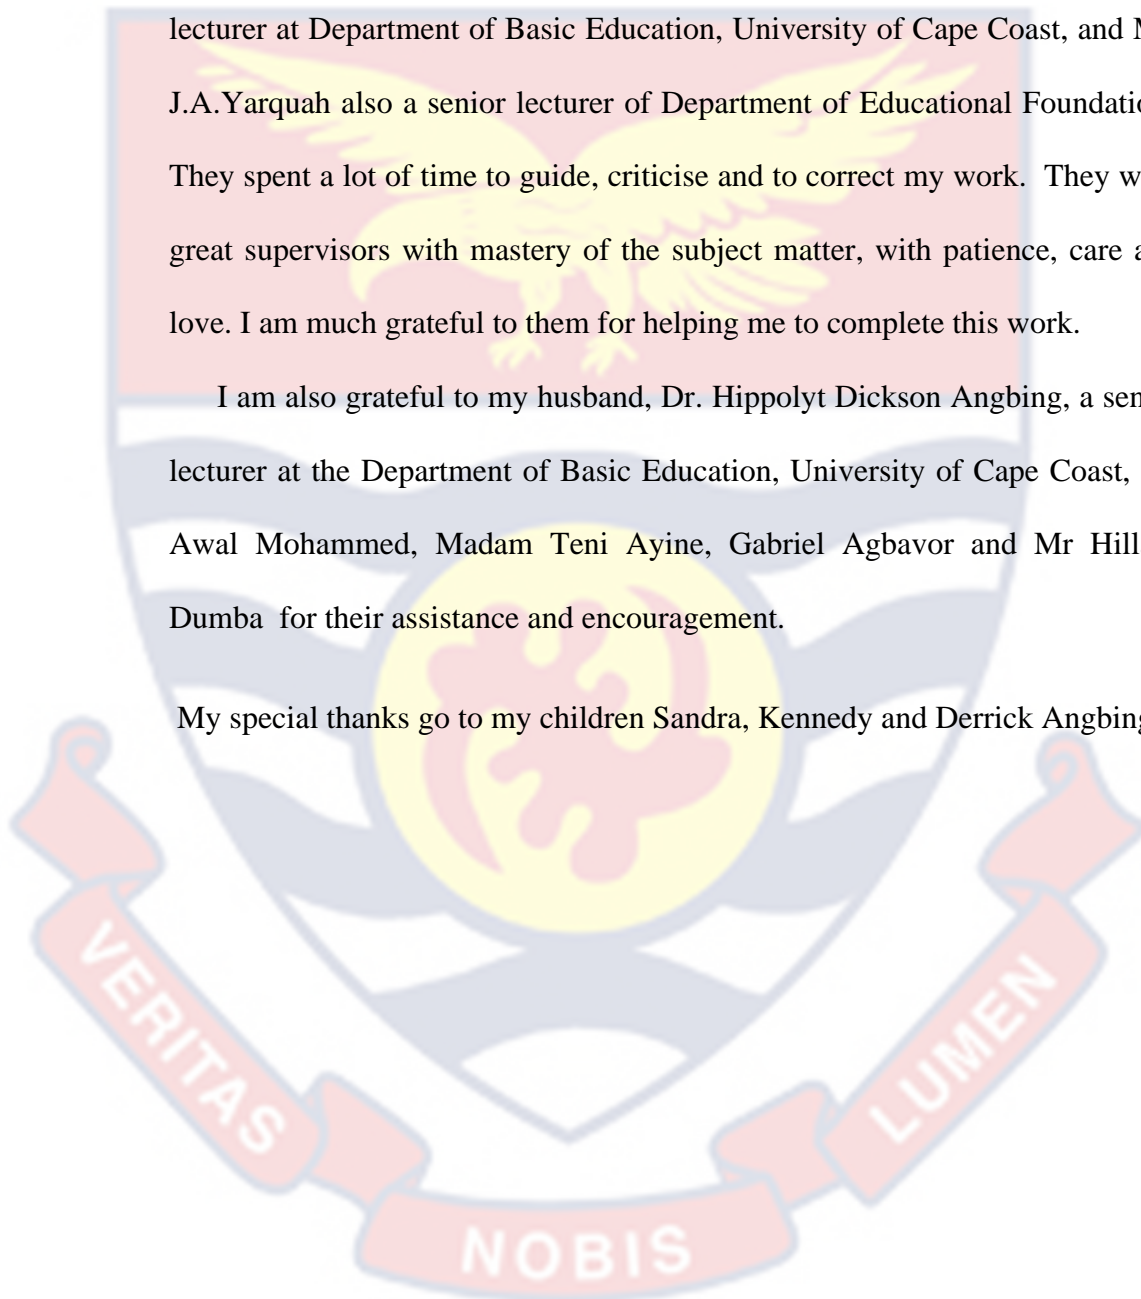 lecturer at Department of Basic Education, University of Cape Coast, and
J.A.Yarquah also a senior lecturer of Department of Educational
They spent a lot of time to guide, criticise and to correct my work.  They
great supervisors with mastery of the subject matter, with patience, care
love. I am much grateful to them for helping me to complete this work.
I am also grateful to my husband, Dr. Hippolyt Dickson Angbing, a
lecturer at the Department of Basic Education, University of Cape Coast,
Awal Mohammed, Madam Teni Ayine, Gabriel Agbavor and Mr
Dumba  for their assistance and encouragement.
My special thanks go to my children Sandra, Kennedy and Derrick Angbing
VERITAS
NOBIS
LUMEN